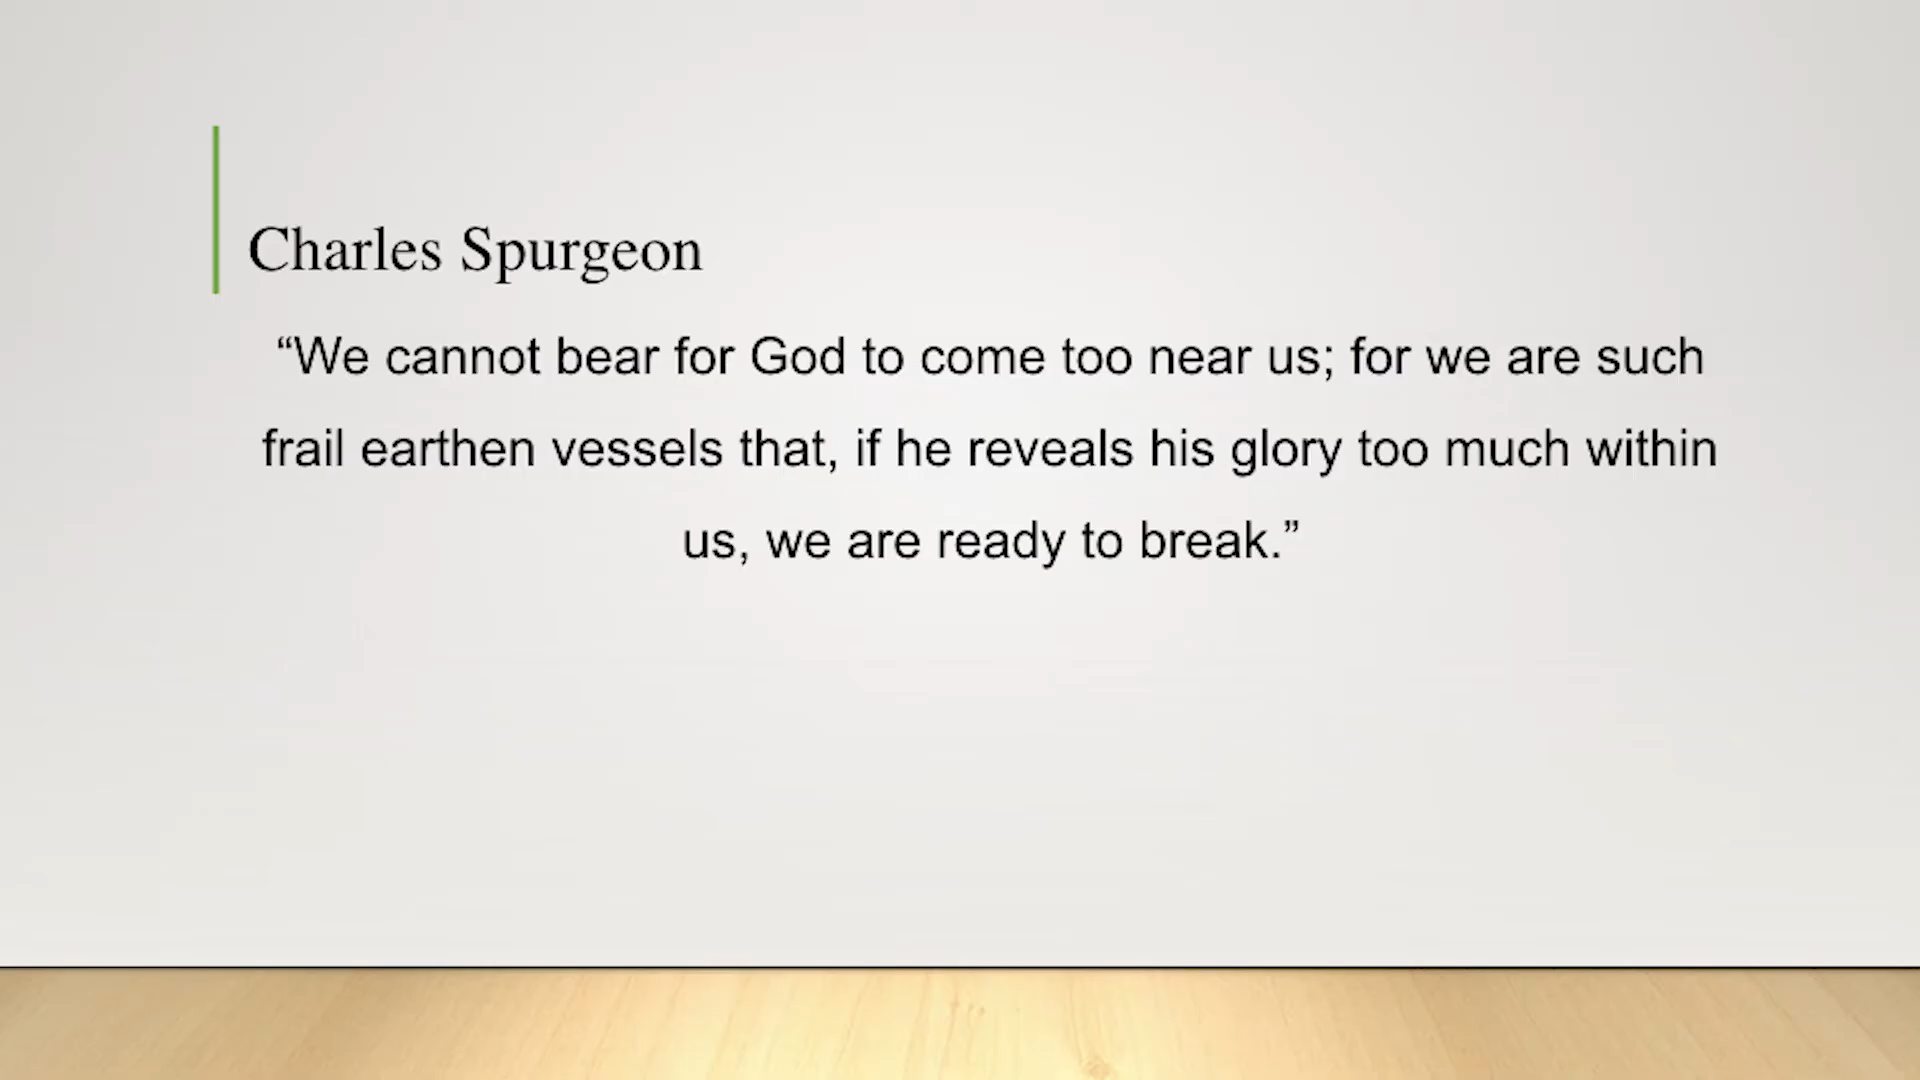 Charles Spurgeon
“We cannot bear for God to come too near us; for we are such
frail earthen vessels that, if he reveals his glory too much within
us, we are ready to break.”